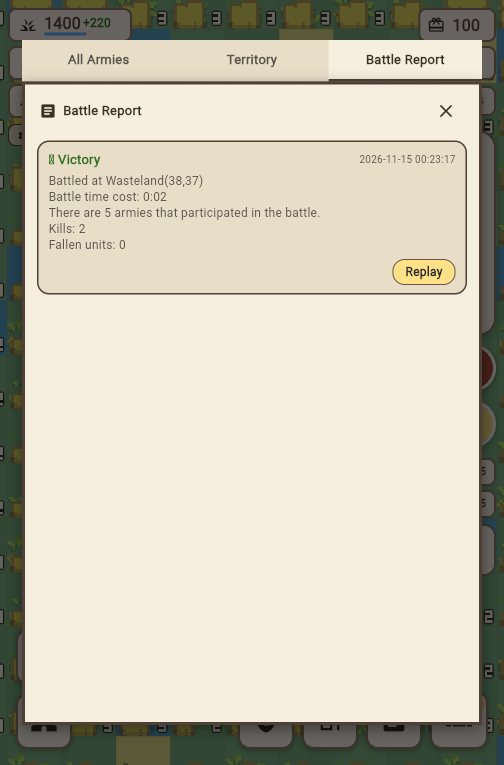 1400 +220
100
All Armies Territory Battle Report
Battle Report
Victory 2026-11-15 00:23:17
Battled at Wasteland(38,37)
Battle time cost: 0:02
There are 5 armies that participated in the battle.
Kills: 2
Fallen units: 0
Replay